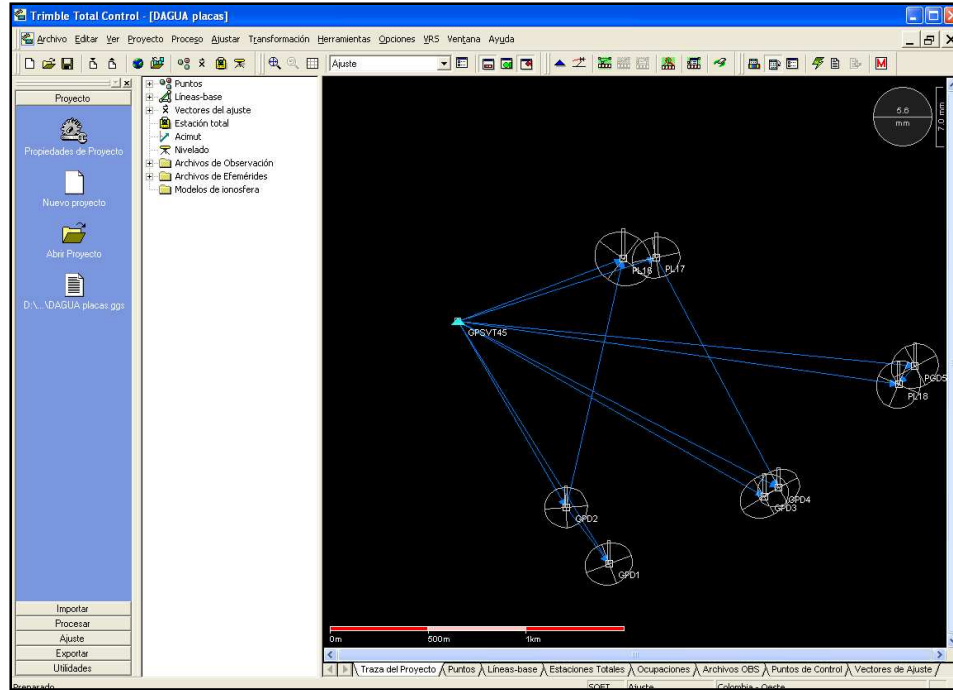 Trimble Total Control - [DAGUA placas]
Archivo Editar Ver Proyecto Proceso Ajustar Transformación Herramientas Opciones VRS Ventana Ayuda
Ajuste
M
Proyecto
Propiedades de Proyecto
Nuevo proyecto
Abrir Proyecto
D:\...\DAGUA placas.ggs
Importar
Procesar
Ajuste
Exportar
Utilidades
Puntos
Líneas-base
Vectores del ajuste
Estación total
Acimut
Nivelado
Archivos de Observación
Archivos de Efemérides
Modelos de ionosfera
6.6
mm
7.0 mm
PL16
PL17
GPSVT45
PGD5
PL18
GPD4
GPD3
GPD2
GPD1
0m 500m 1km
Traza del Proyecto Puntos Líneas-base Estaciones Totales Ocupaciones Archivos OBS Puntos de Control Vectores de Ajuste
Preparado SOFT Ajuste Colombia - Oeste